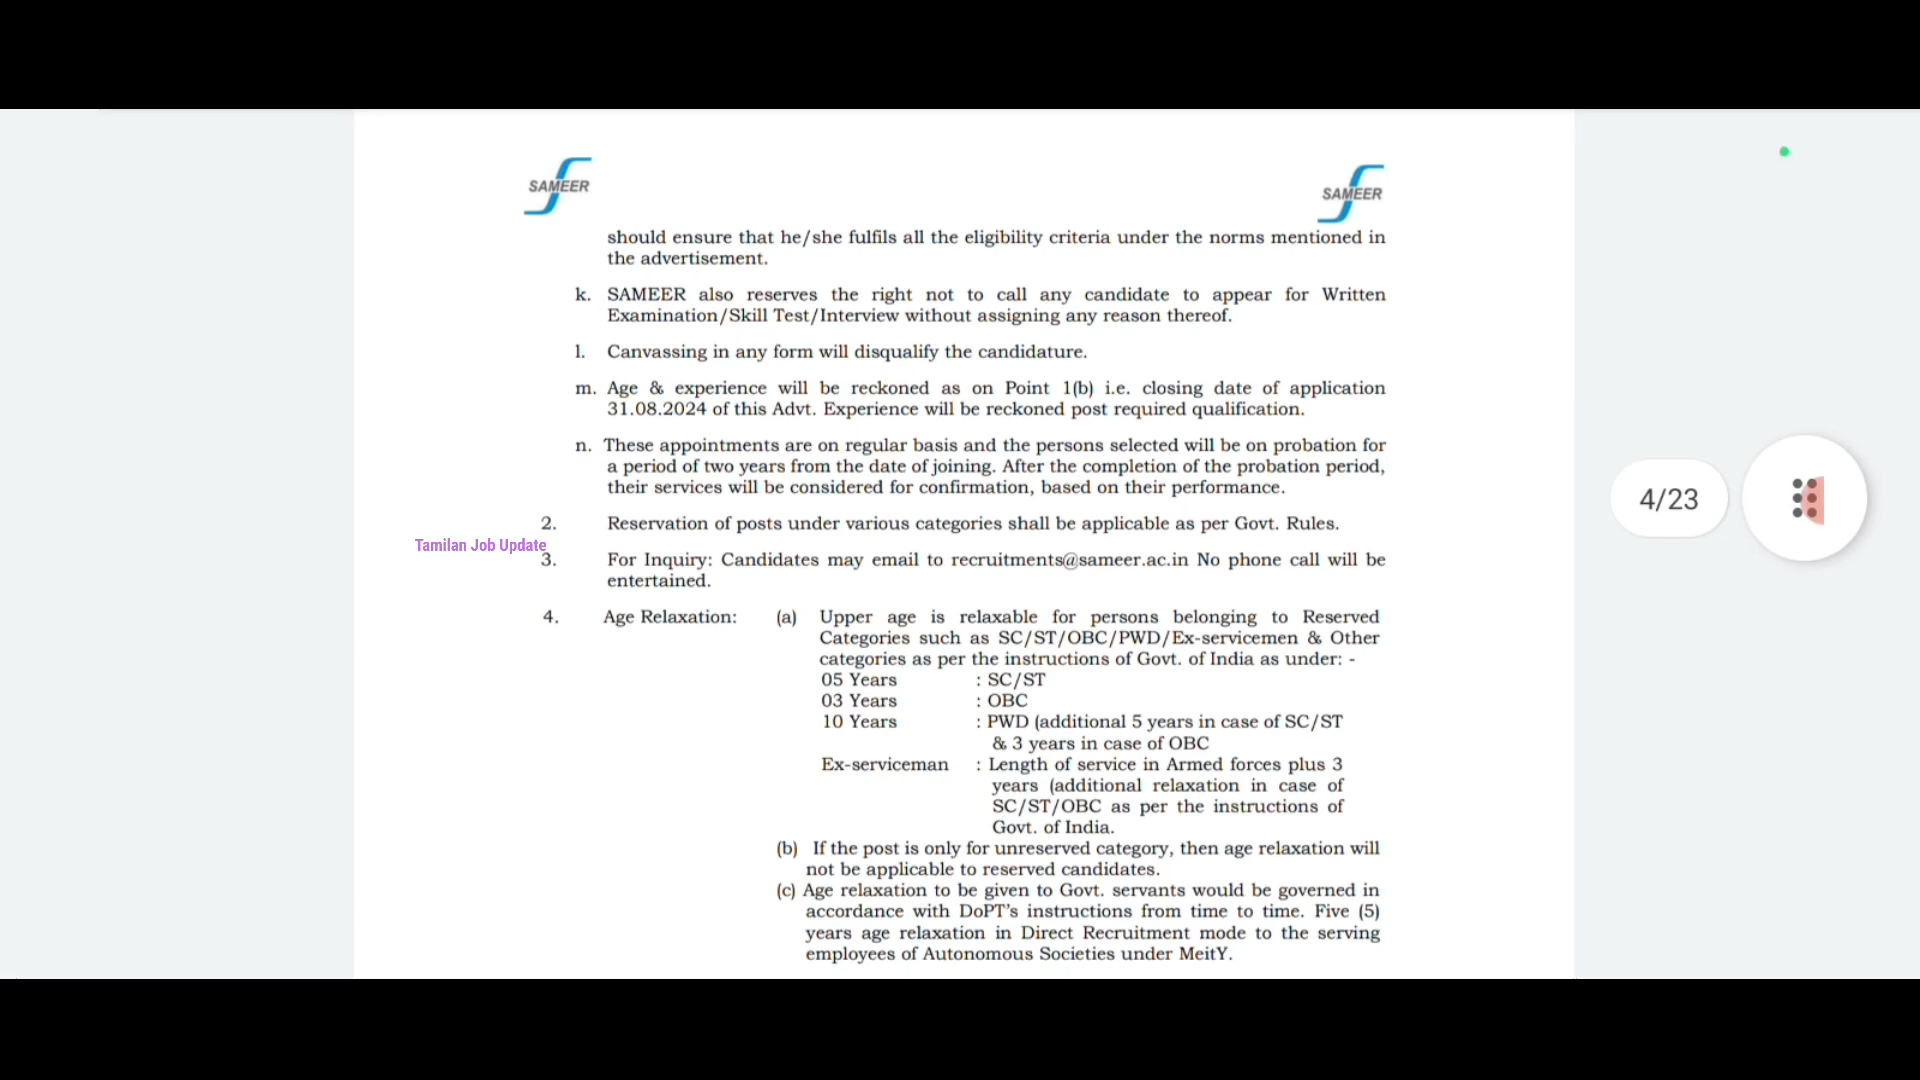 SAMEER
SAMEER
should ensure that he/she fulfils all the eligibility criteria under the norms mentioned in
the advertisement.
k. SAMEER also reserves the right not to call any candidate to appear for Written
Examination/Skill Test/Interview without assigning any reason thereof.
l. Canvassing in any form will disqualify the candidature.
m. Age & experience will be reckoned as on Point 1(b) i.e. closing date of application
31.08.2024 of this Advt. Experience will be reckoned post required qualification.
n. These appointments are on regular basis and the persons selected will be on probation for
a period of two years from the date of joining. After the completion of the probation period,
their services will be considered for confirmation, based on their performance.
4/23
2. Reservation of posts under various categories shall be applicable as per Govt. Rules.
Tamilan Job Update
3. For Inquiry: Candidates may email to recruitments@sameer.ac.in No phone call will be
entertained.
4. Age Relaxation: (a) Upper age is relaxable for persons belonging to Reserved
Categories such as SC/ST/OBC/PWD/Ex-servicemen & Other
categories as per the instructions of Govt. of India as under: -
05 Years : SC/ST
03 Years : OBC
10 Years : PWD (additional 5 years in case of SC/ST
& 3 years in case of OBC
Ex-serviceman : Length of service in Armed forces plus 3
years (additional relaxation in case of
SC/ST/OBC as per the instructions of
Govt. of India.
(b) If the post is only for unreserved category, then age relaxation will
not be applicable to reserved candidates.
(c) Age relaxation to be given to Govt. servants would be governed in
accordance with DoPT's instructions from time to time. Five (5)
years age relaxation in Direct Recruitment mode to the serving
employees of Autonomous Societies under MeitY.